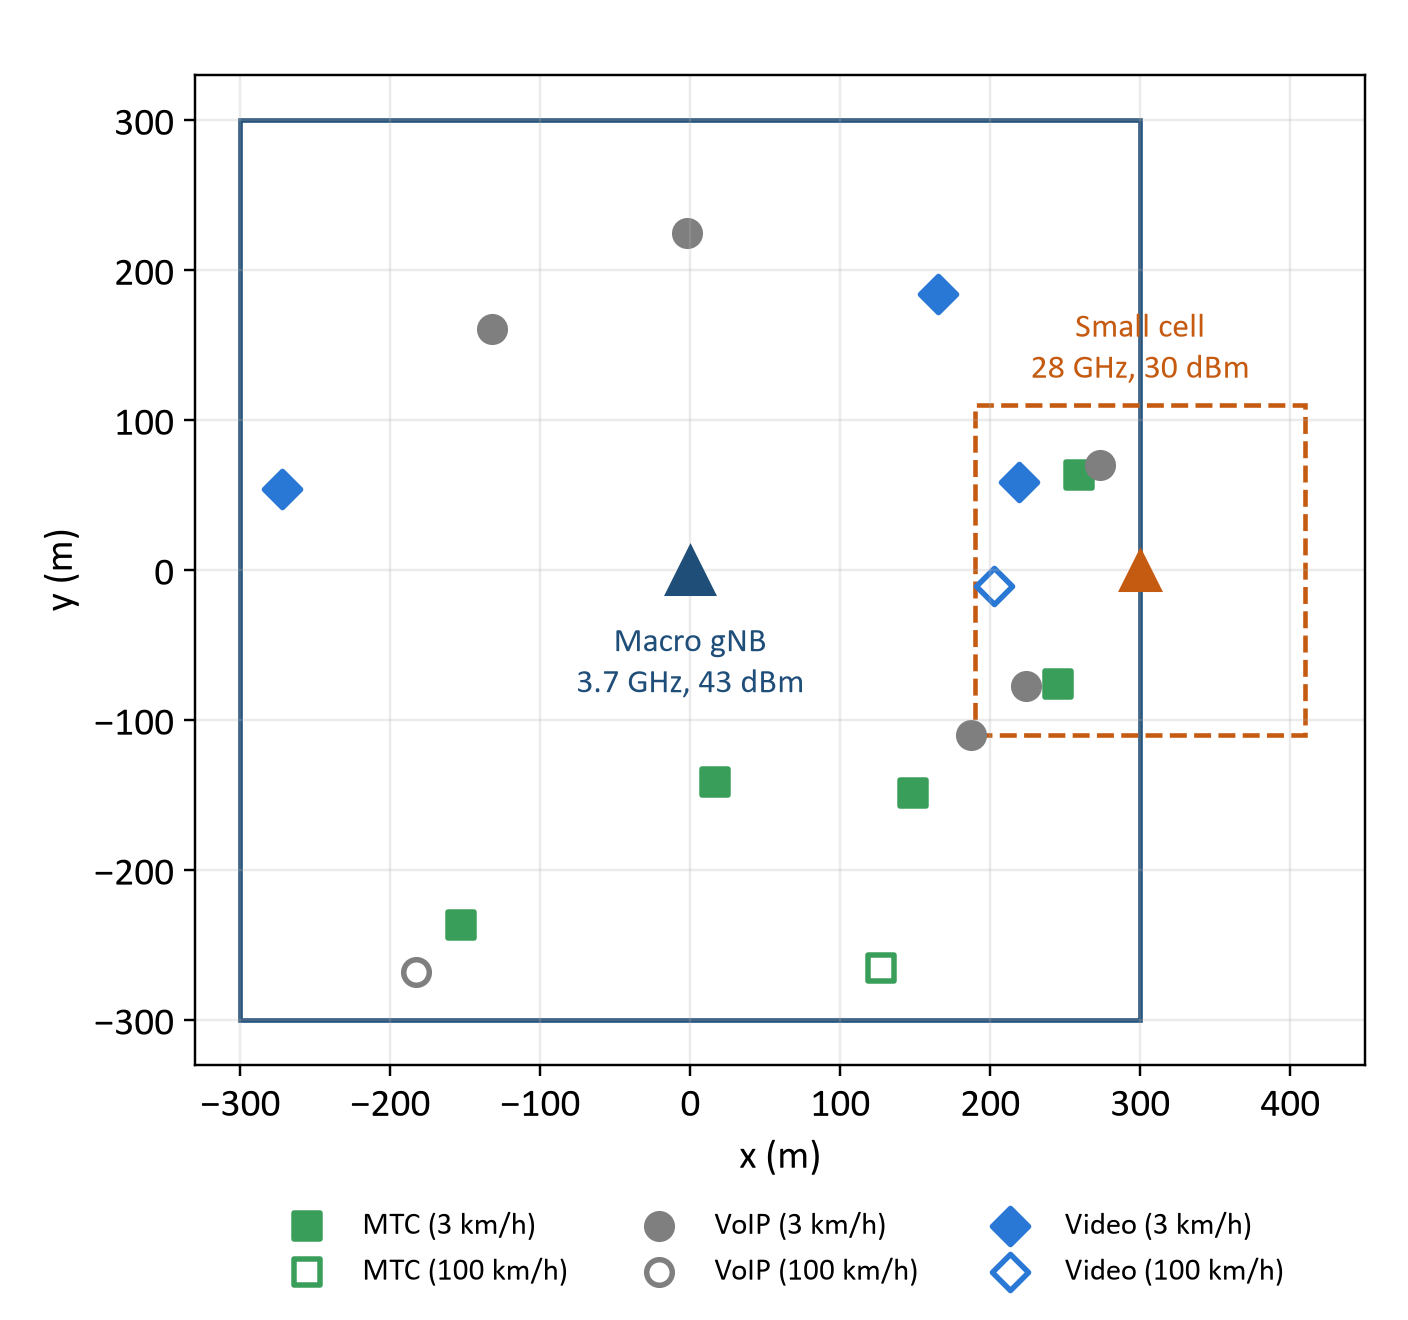 300
200
100
0
−100
−200
−300
y (m)
Small cell
28 GHz, 30 dBm
Macro gNB
3.7 GHz, 43 dBm
−300 −200 −100 0 100 200 300 400
x (m)
MTC (3 km/h) VoIP (3 km/h) Video (3 km/h)
MTC (100 km/h) VoIP (100 km/h) Video (100 km/h)